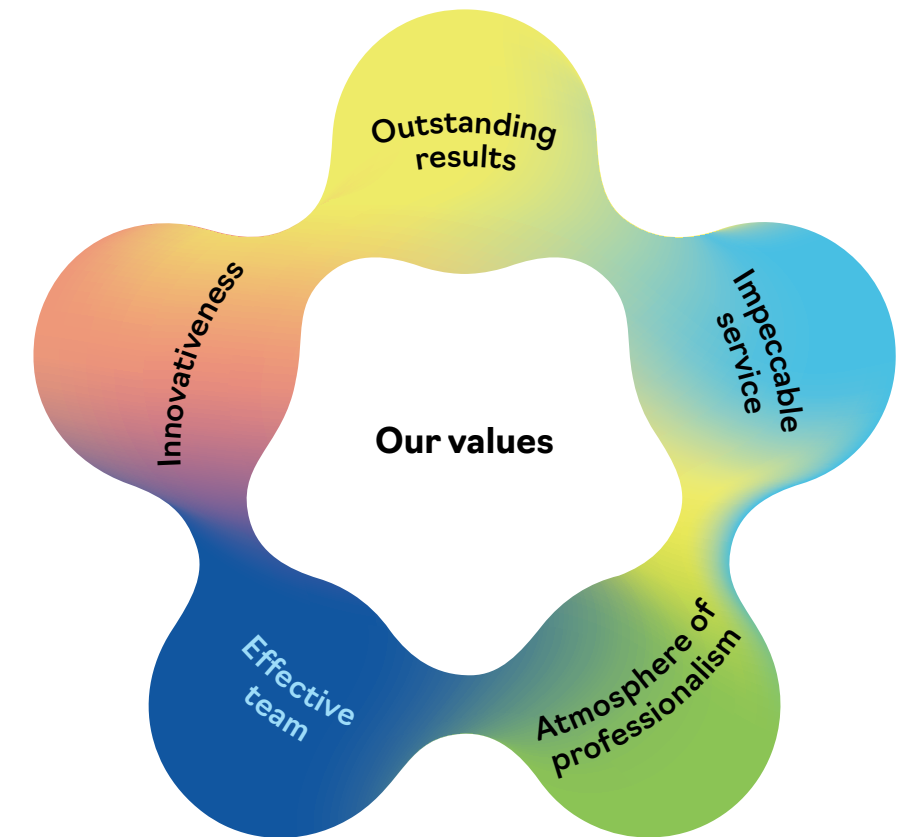 Outstanding
results
Impeccable
service
Innovativeness
Our values
Atmosphere of
professionalism
Effective
team